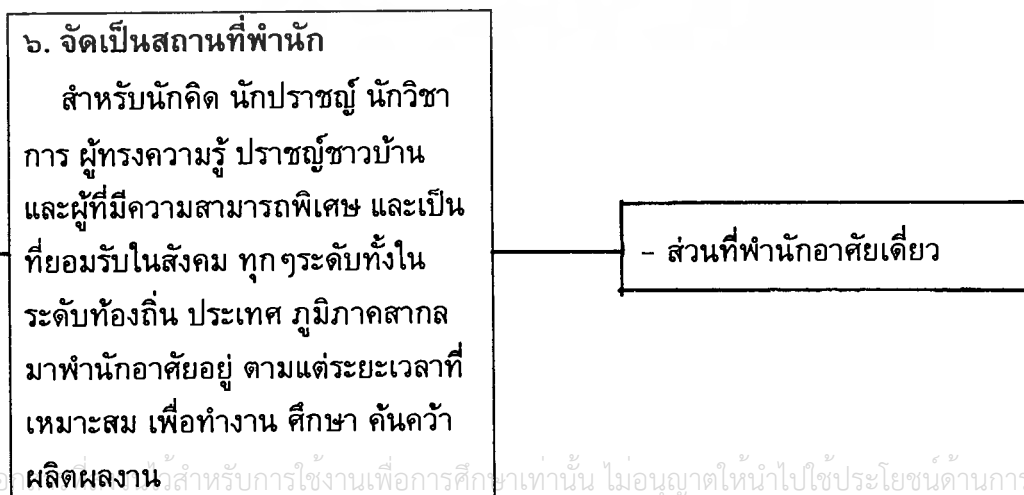 ๖. จัดเป็นสถานที่พำนัก
สำหรับนักคิด นักปราชญ์ นักวิชา
การ ผู้ทรงความรู้ ปราชญ์ชาวบ้าน
และผู้ที่มีความสามารถพิเศษ และเป็น
ที่ยอมรับในสังคม ทุกๆระดับทั้งใน
ระดับท้องถิ่น ประเทศ ภูมิภาคสากล
มาพำนักอาศัยอยู่ ตามแต่ระยะเวลาที่
เหมาะสม เพื่อทำงาน ศึกษา ค้นคว้า
ผลิตผลงาน
– ส่วนที่พำนักอาศัยเดี่ยว
สำหรับการใช้งานเพื่อการศึกษาเท่านั้น ไม่อนุญาตให้นำไปใช้ประโยชน์ด้านการ